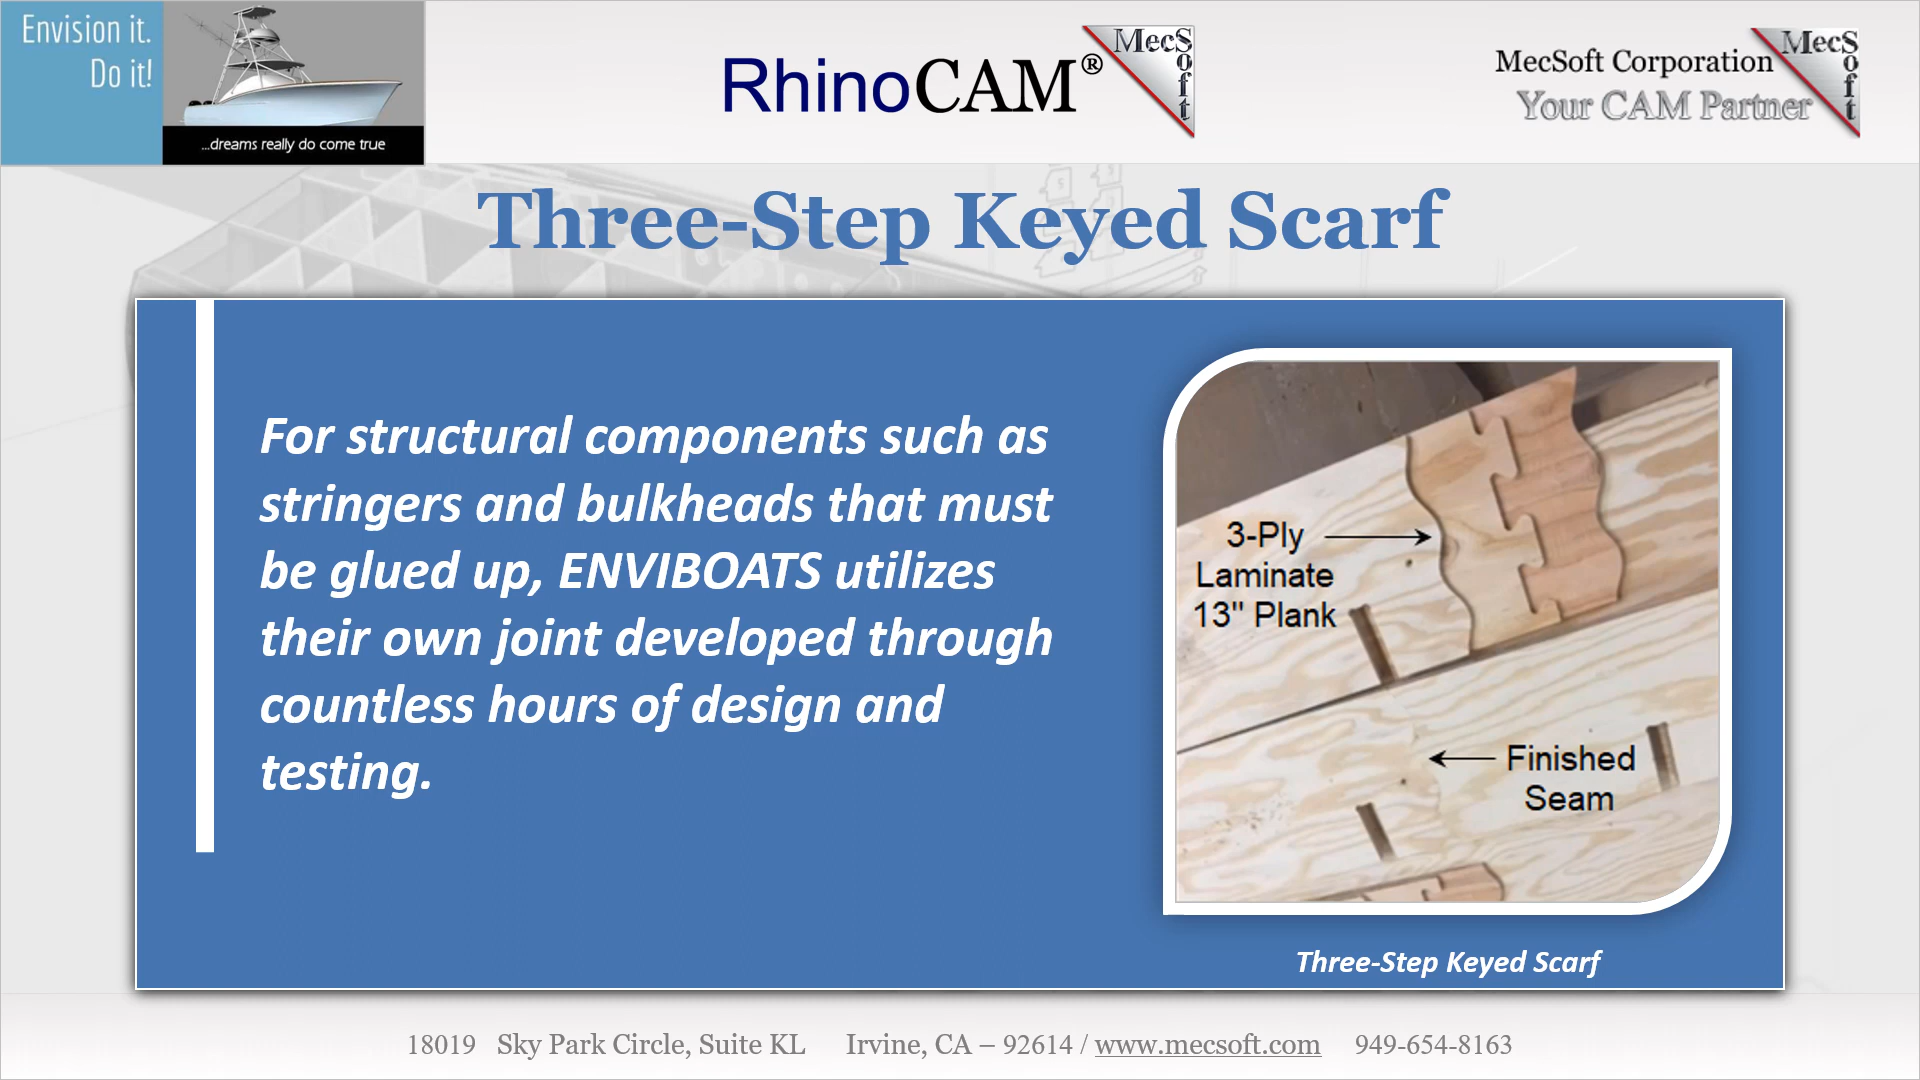 Envision it.
Do it!
...dreams really do come true
RhinoCAM®
MecSoft
MecSoft Corporation
Your CAM Partner
MecSoft
Three-Step Keyed Scarf
For structural components such as
stringers and bulkheads that must
be glued up, ENVIBOATS utilizes
their own joint developed through
countless hours of design and
testing.
3-Ply
Laminate
13" Plank
Finished
Seam
Three-Step Keyed Scarf
18019 Sky Park Circle, Suite KL Irvine, CA – 92614 / www.mecsoft.com 949-654-8163